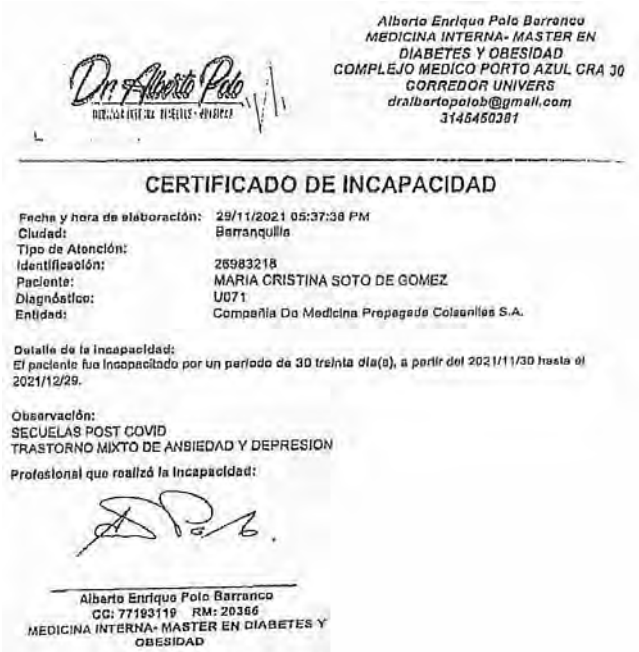 Alberto Enrique Polo Barranco
MEDICINA INTERNA- MASTER EN
DIABETES Y OBESIDAD
COMPLEJO MEDICO PORTO AZUL CRA 30
CORREDOR UNIVERS
dralbertopolob@gmail.com
3145450381
Dr. Alberto Polo
CERTIFICADO DE INCAPACIDAD
Fecha y hora de elaboración: 29/11/2021 05:37:38 PM
Ciudad: Barranquilla
Tipo de Atención:
Identificación: 26983218
Paciente: MARIA CRISTINA SOTO DE GOMEZ
Diagnóstico: U071
Entidad: Compañia De Medicina Prepagada Colsanitas S.A.
Detalle de la incapacidad:
El paciente fue incapacitado por un periodo de 30 treinta dia(s), a partir del 2021/11/30 hasta el
2021/12/29.
Observación:
SECUELAS POST COVID
TRASTORNO MIXTO DE ANSIEDAD Y DEPRESION
Profesional que realizó la incapacidad:
Alberto Enrique Polo Barranco
CC: 77193119 RM: 20366
MEDICINA INTERNA- MASTER EN DIABETES Y
OBESIDAD